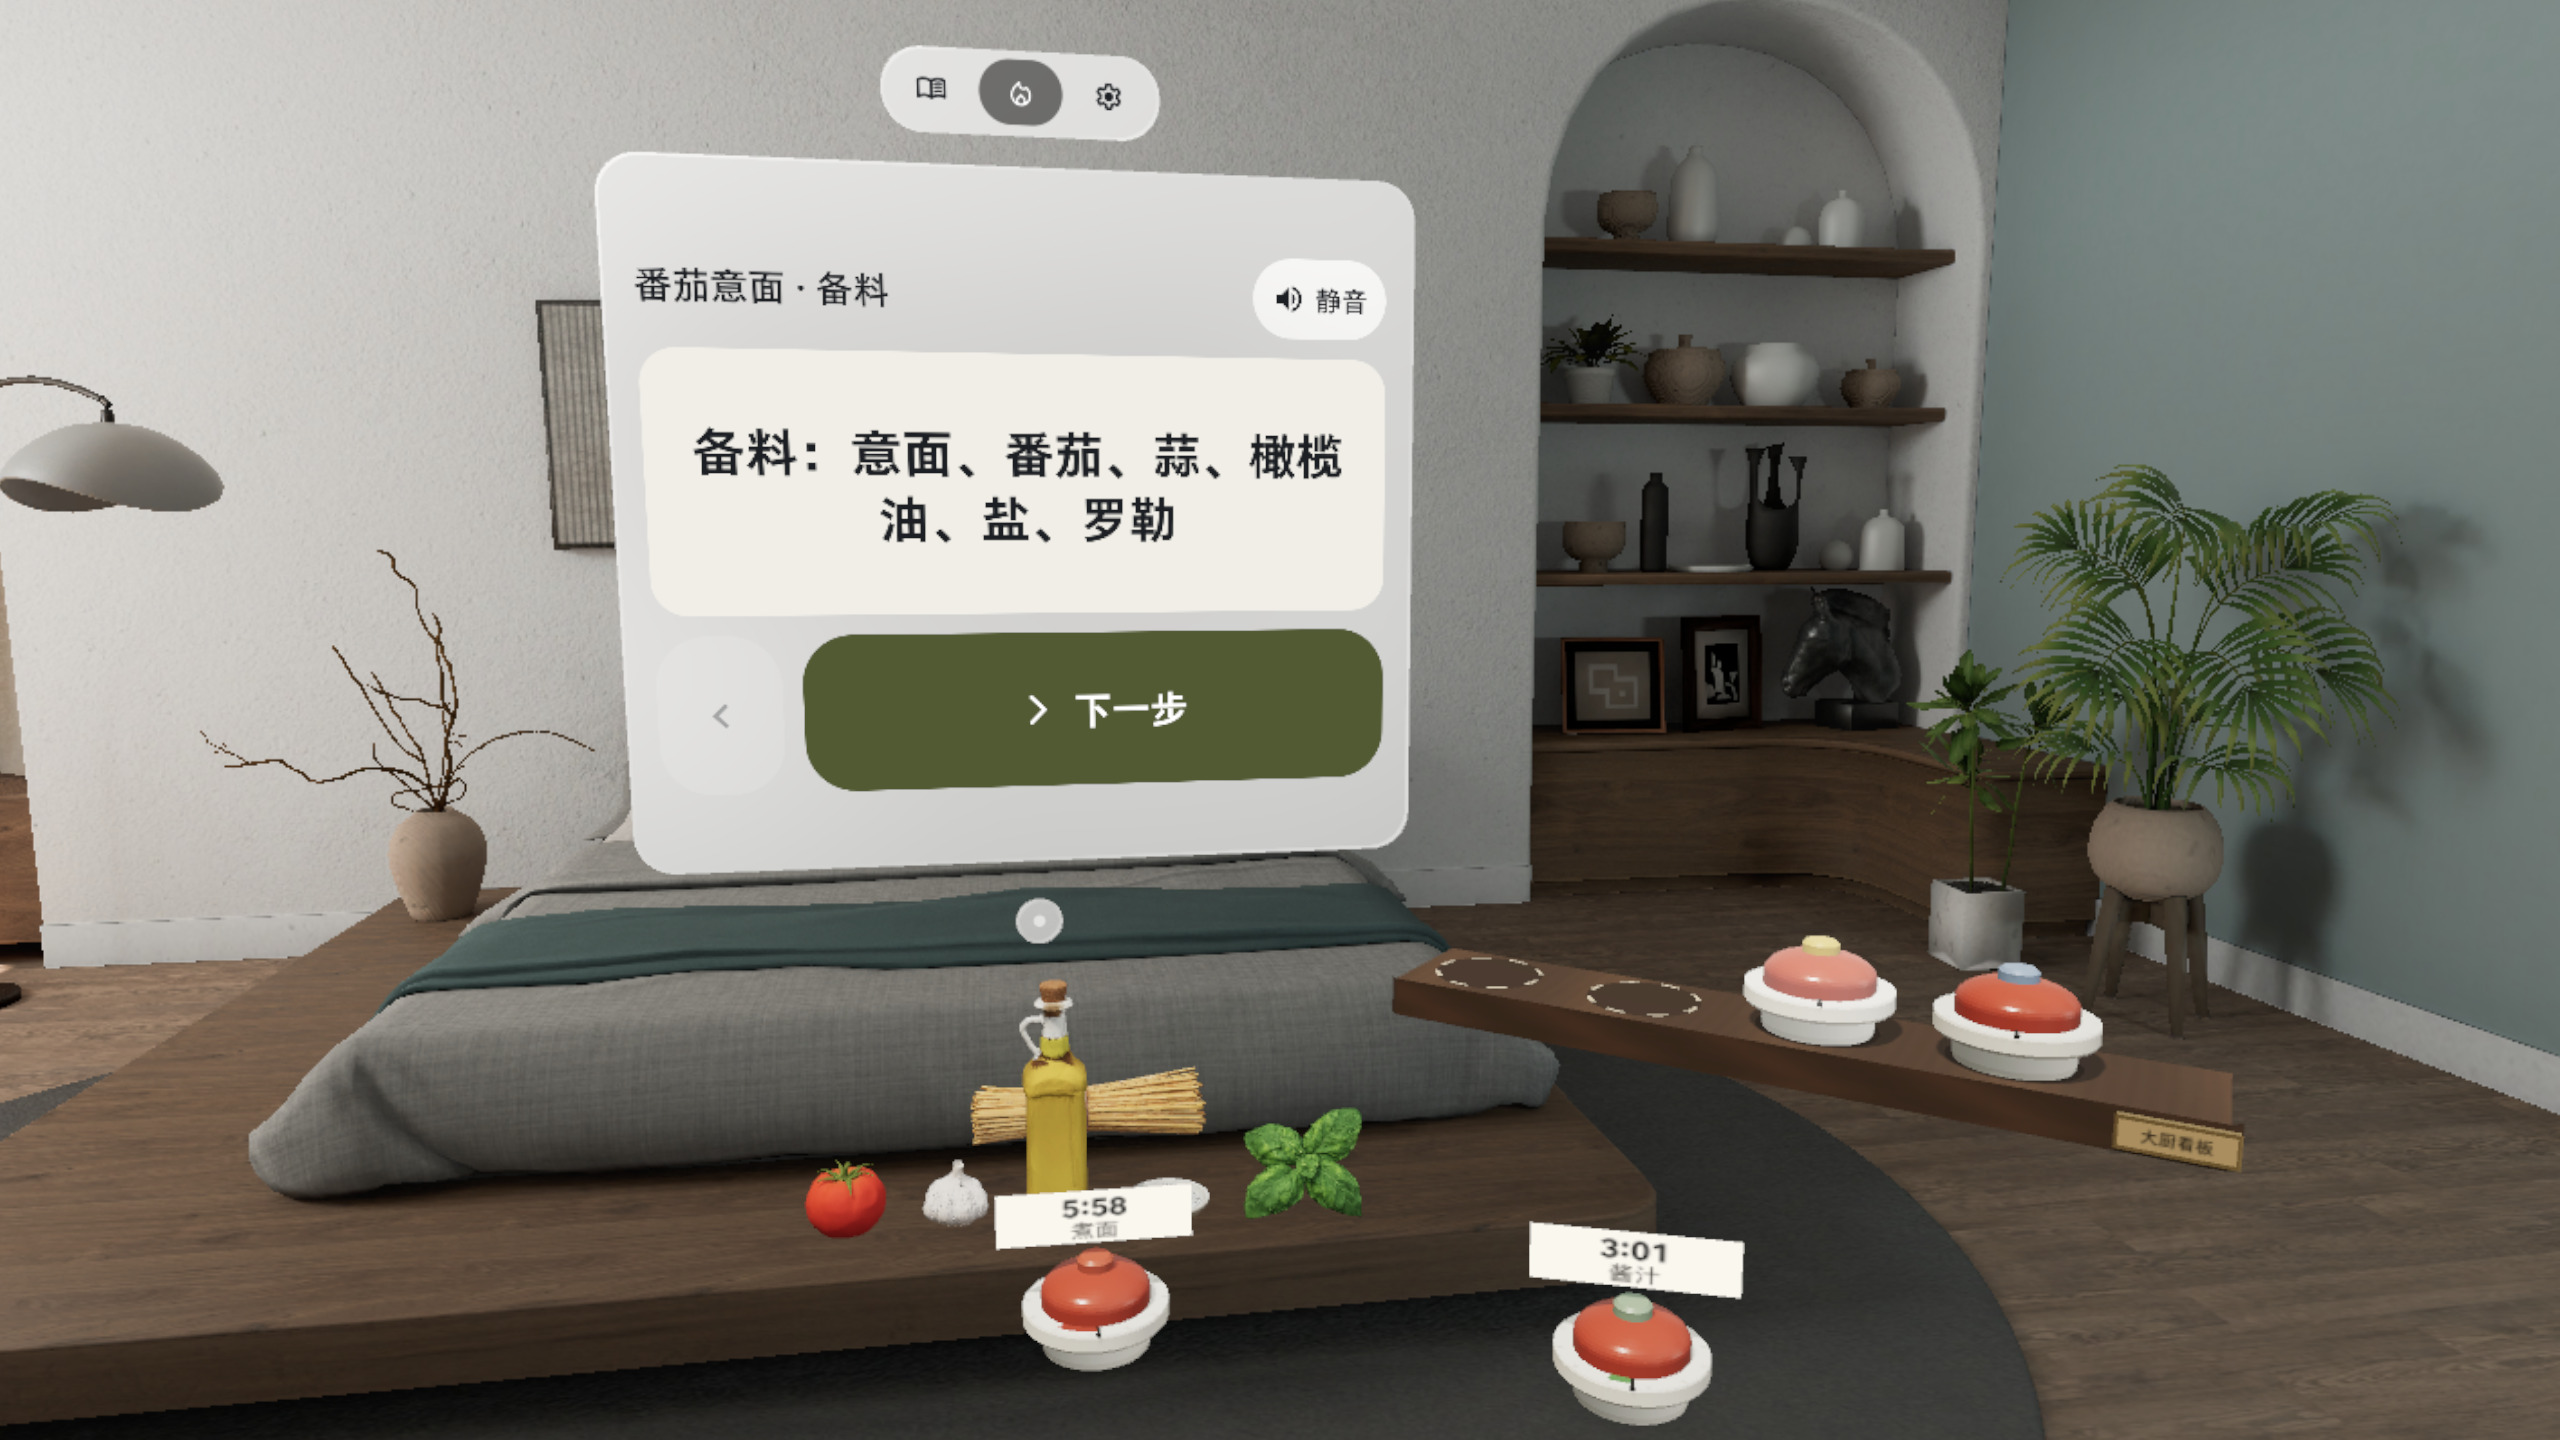 番茄意面 · 备料
静音
备料：意面、番茄、蒜、橄榄
油、盐、罗勒
下一步
5:58
煮面
3:01
酱汁
大厨看板